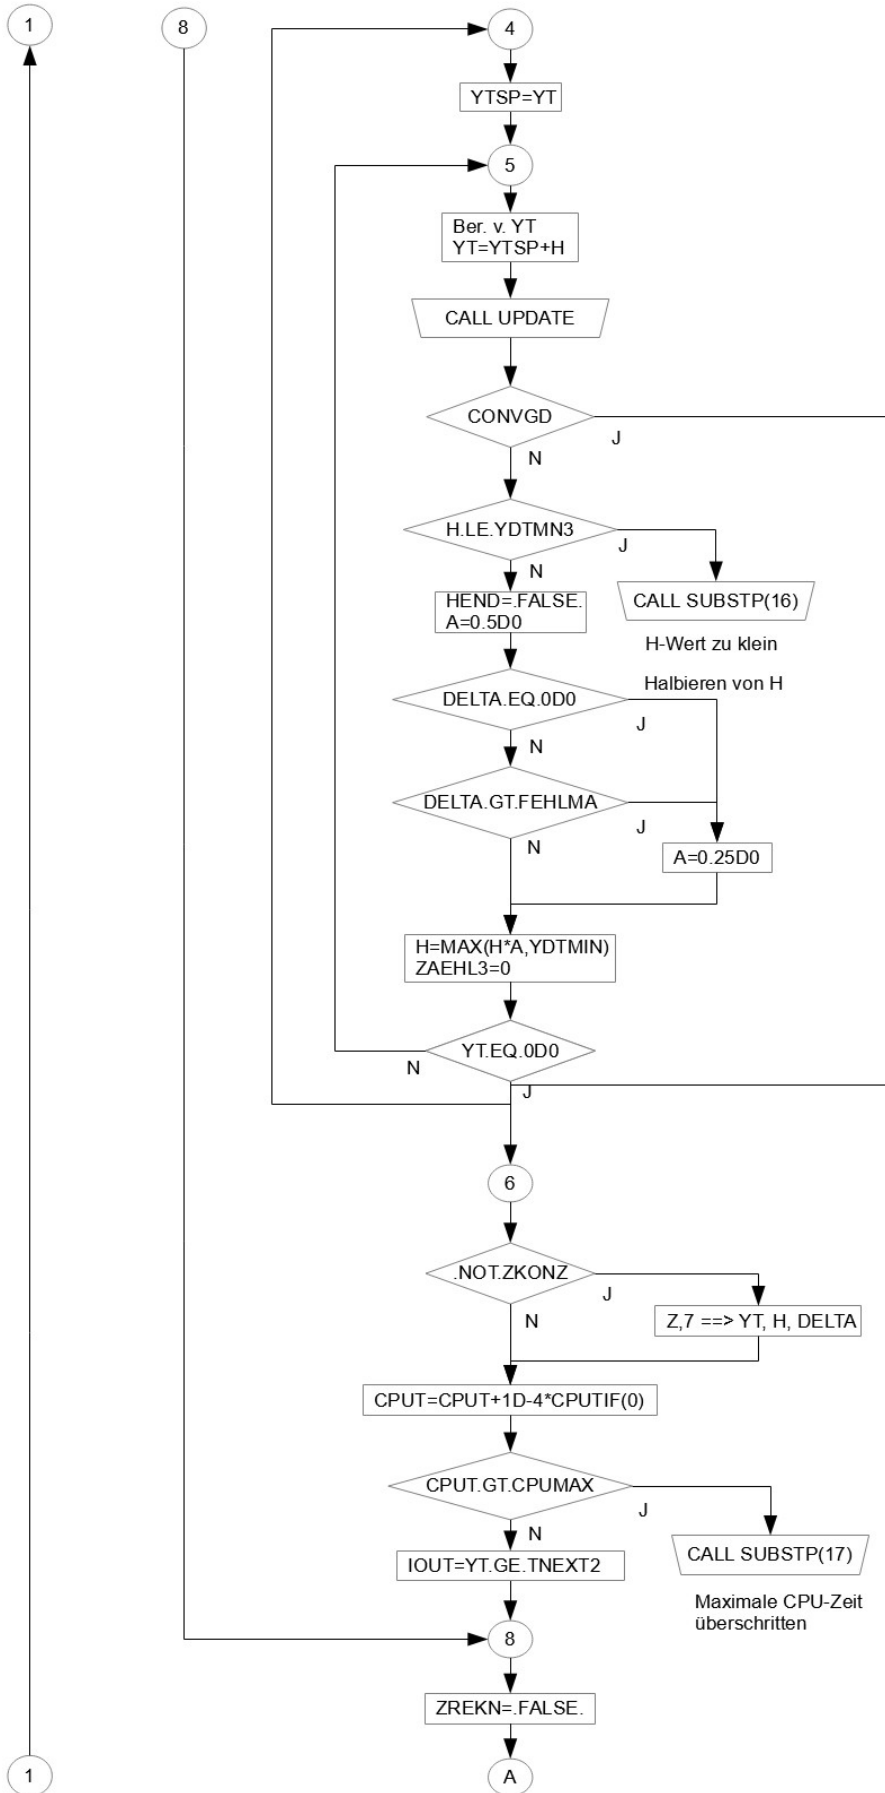 1
8
4
YTSP=YT
5
Ber. v. YT
YT=YTSP+H
CALL UPDATE
CONVGD
J
N
H.LE.YDTMN3
J
N
HEND=.FALSE.
A=0.5D0
CALL SUBSTP(16)
H-Wert zu klein
Halbieren von H
DELTA.EQ.0D0
J
N
DELTA.GT.FEHLMA
J
N
A=0.25D0
H=MAX(H*A,YDTMIN)
ZAEHL3=0
YT.EQ.0D0
N
J
6
.NOT.ZKONZ
J
N
Z,7 ==> YT, H, DELTA
CPUT=CPUT+1D-4*CPUTIF(0)
CPUT.GT.CPUMAX
J
N
CALL SUBSTP(17)
IOUT=YT.GE.TNEXT2
Maximale CPU-Zeit
überschritten
8
ZREKN=.FALSE.
1
A